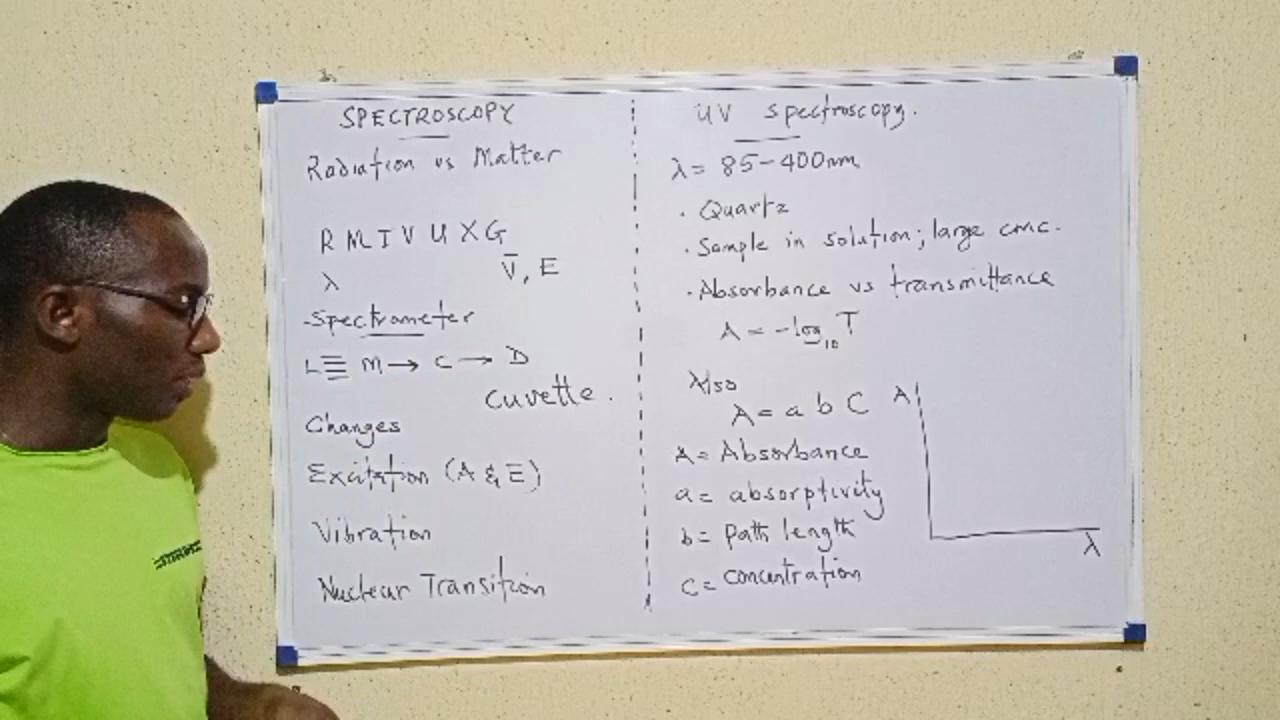 SPECTROSCOPY
Radiation vs Matter
R M I V U X G
λ ν̅, E
-Spectrometer
L≡ M → C → D
Cuvette.
Changes
Excitation (A & E)
Vibration
Nuclear Transition
UV spectroscopy.
λ = 85-400nm
· Quartz
· Sample in solution; large conc.
· Absorbance vs transmittance
A = -log₁₀ T
Also
A = a b C
A = Absorbance
a = absorptivity
b = Path length
C = concentration
A
λ